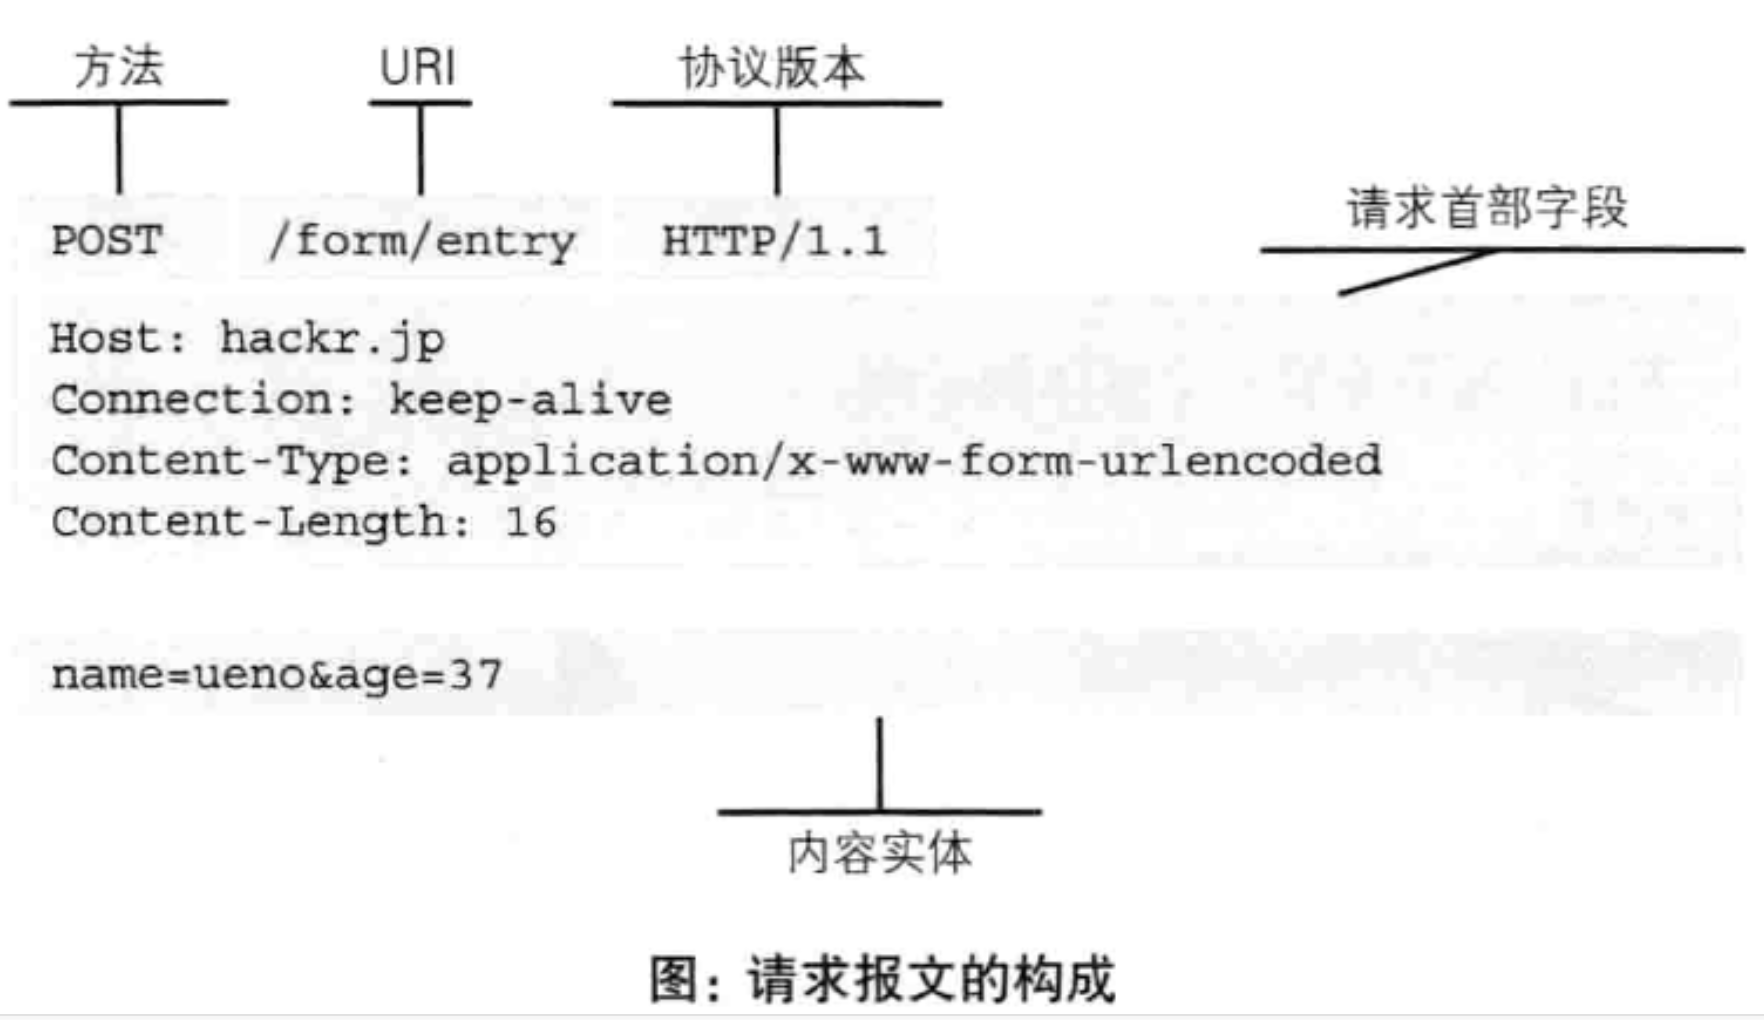 方法 URI 协议版本
POST /form/entry HTTP/1.1
请求首部字段
Host: hackr.jp
Connection: keep-alive
Content-Type: application/x-www-form-urlencoded
Content-Length: 16
name=ueno&age=37
内容实体
图：请求报文的构成